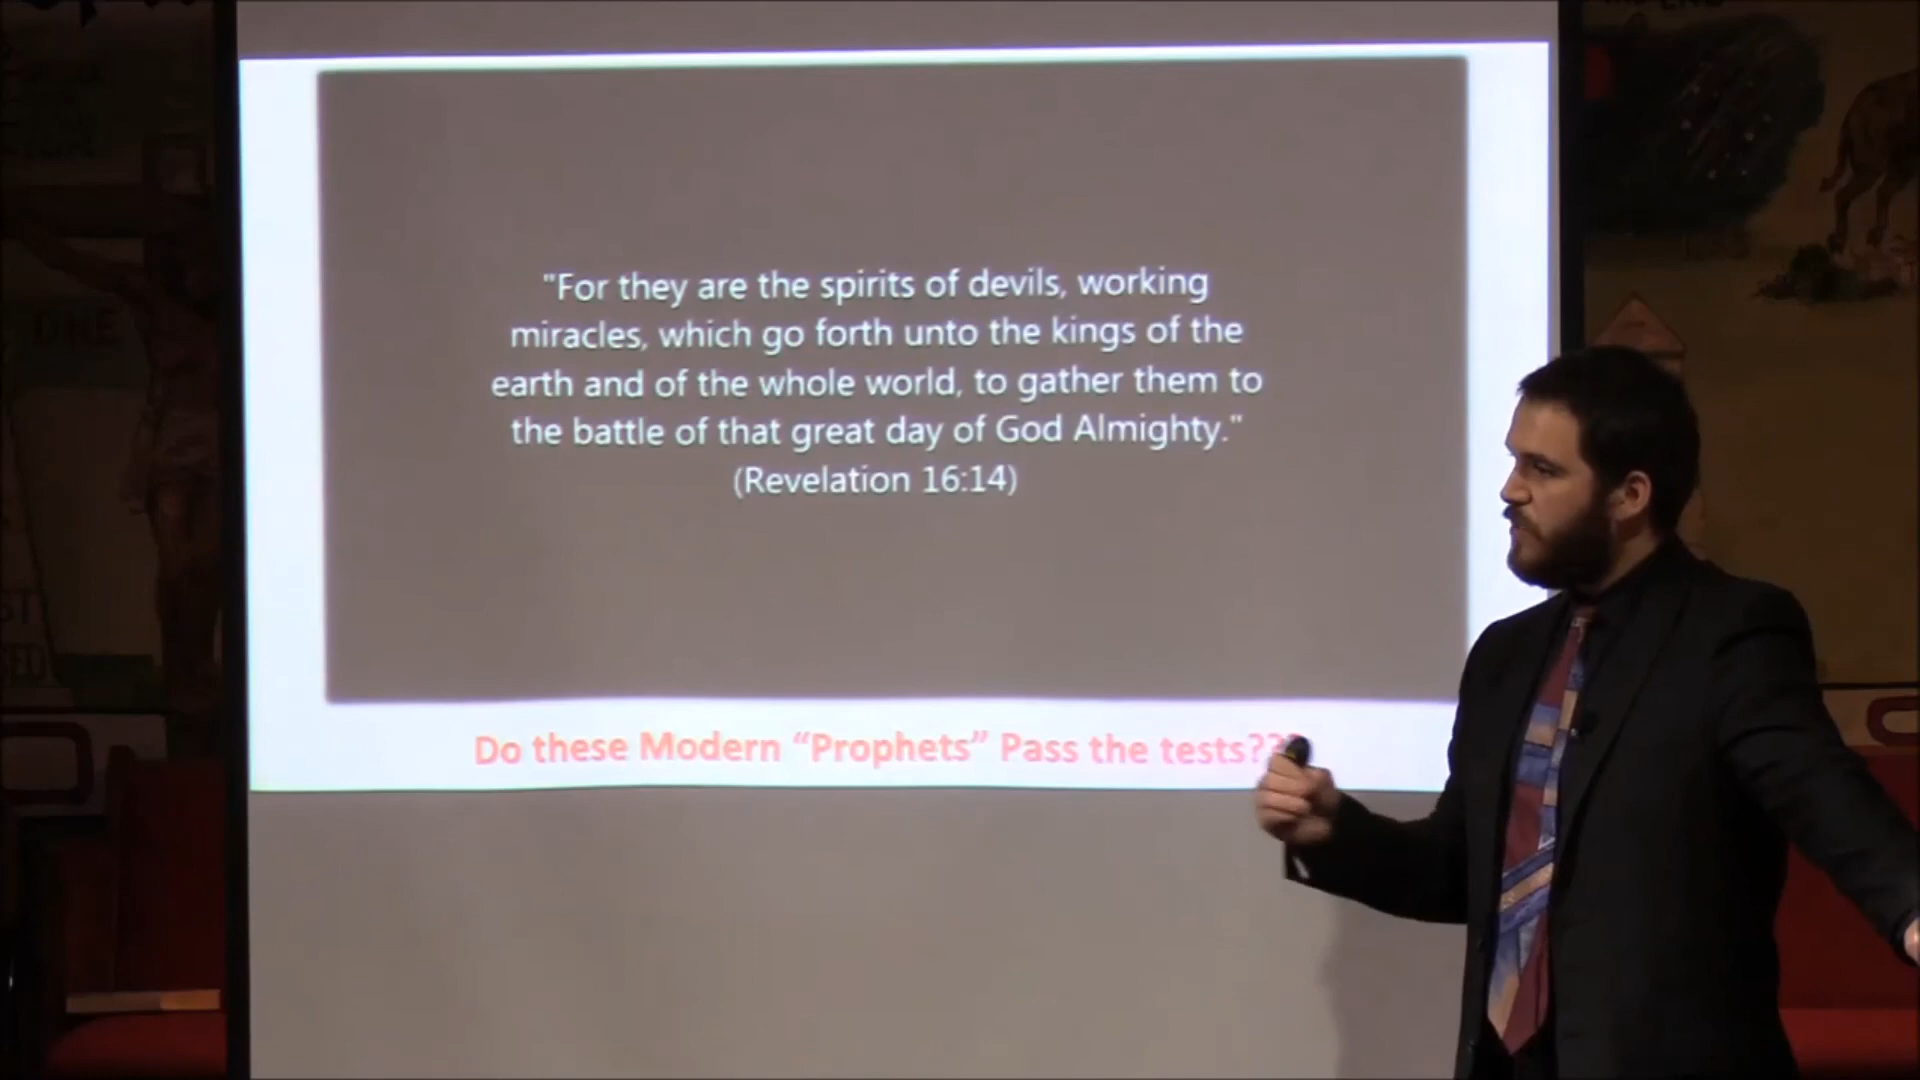 "For they are the spirits of devils, working
miracles, which go forth unto the kings of the
earth and of the whole world, to gather them to
the battle of that great day of God Almighty."
(Revelation 16:14)
Do these Modern “Prophets” Pass the tests???